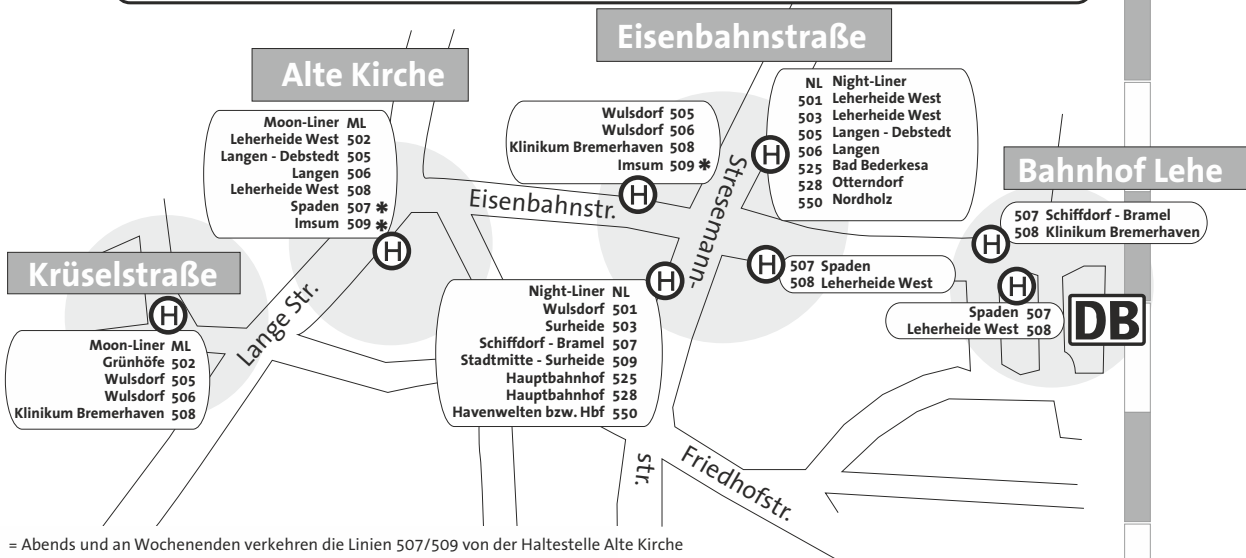 Eisenbahnstraße
Alte Kirche
Moon-Liner ML
Leherheide West 502
Langen - Debstedt 505
Langen 506
Leherheide West 508
Spaden 507 *
Imsum 509 *
Wulsdorf 505
Wulsdorf 506
Klinikum Bremerhaven 508
Imsum 509 *
NL Night-Liner
501 Leherheide West
503 Leherheide West
505 Langen - Debstedt
506 Langen
525 Bad Bederkesa
528 Otterndorf
550 Nordholz
H
H
H
Stresemann-
Eisenbahnstr.
Bahnhof Lehe
507 Schiffdorf - Bramel
508 Klinikum Bremerhaven
H
H
Spaden 507
Leherheide West 508
DB
H
507 Spaden
508 Leherheide West
H
Night-Liner NL
Wulsdorf 501
Surheide 503
Schiffdorf - Bramel 507
Stadtmitte - Surheide 509
Hauptbahnhof 525
Hauptbahnhof 528
Havenwelten bzw. Hbf 550
Krüselstraße
H
Moon-Liner ML
Grünhöfe 502
Wulsdorf 505
Wulsdorf 506
Klinikum Bremerhaven 508
Lange Str.
str.
Friedhofstr.
= Abends und an Wochenenden verkehren die Linien 507/509 von der Haltestelle Alte Kirche